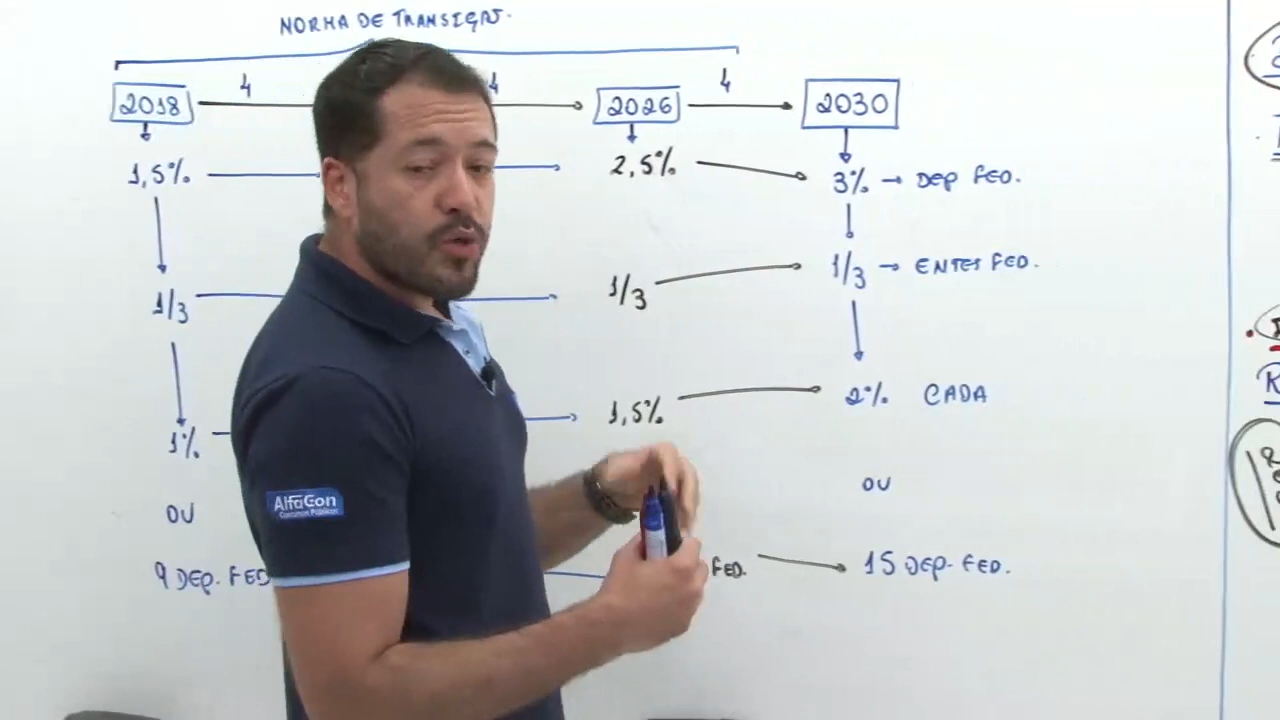 NORMA DE TRANSIÇÃO.
4 4 4
2018 2026 2030
1,5% 2,5% 3% → DEP FED.
1/3 1/3 1/3 → ENTES FED.
1% 1,5% 2% CADA
OU OU
9 DEP. FED FED. 15 DEP. FED.
AlfaCon
Concursos Públicos